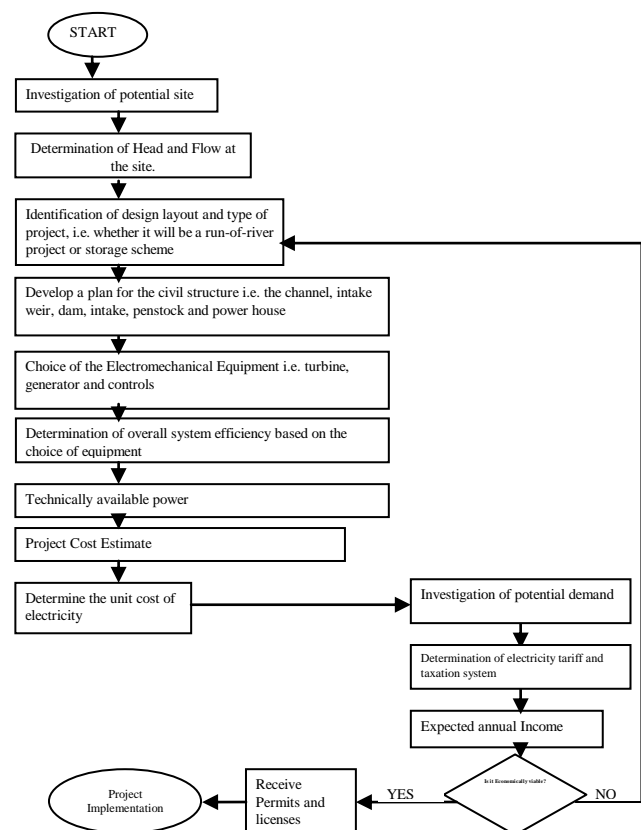 START
Investigation of potential site
Determination of Head and Flow at
the site.
Identification of design layout and type of
project, i.e. whether it will be a run-of-river
project or storage scheme
Develop a plan for the civil structure i.e. the channel, intake
weir, dam, intake, penstock and power house
Choice of the Electromechanical Equipment i.e. turbine,
generator and controls
Determination of overall system efficiency based on the
choice of equipment
Technically available power
Project Cost Estimate
Determine the unit cost of
electricity
Investigation of potential demand
Determination of electricity tariff and
taxation system
Expected annual Income
Is it Economically viable?
NO
YES
Receive
Permits and
licenses
Project
Implementation